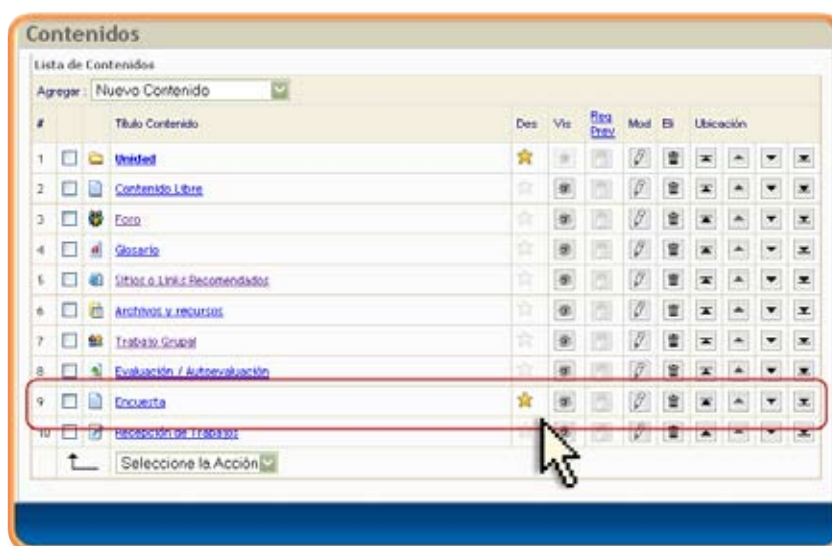 Contenidos
Lista de Contenidos
Agregar : Nuevo Contenido
# Título Contenido Des Vis Req Prev Mod Eli Ubicación
1 Unidad
2 Contenido Libre
3 Foro
4 Glosario
5 Sitios o Links Recomendados
6 Archivos y recursos
7 Trabajo Grupal
8 Evaluación / Autoevaluación
9 Encuesta
10 Recepción de Trabajos
Seleccione la Acción